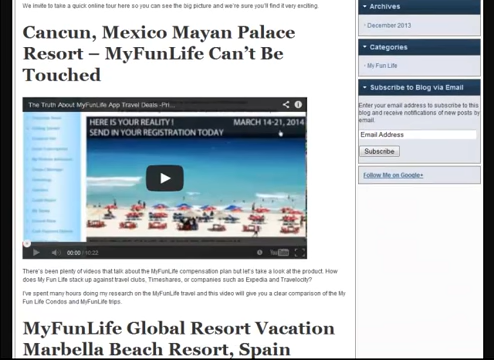 We invite to take a quick online tour here so you can see the big picture and we're sure you'll find it very exciting.
Cancun, Mexico Mayan Palace
Resort – MyFunLife Can't Be
Touched
The Truth About MyFunLife App Travel Deals -Pri...
HERE IS YOUR REALITY !
MARCH 14-21, 2014
SEND IN YOUR REGISTRATION TODAY
00:00
10:22
You
There's been plenty of videos that talk about the MyFunLife compensation plan but let's take a look at the product. How
does My Fun Life stack up against travel clubs, Timeshares, or companies such as Expedia and Travelocity?
I've spent many hours doing my research on the MyFunLife travel and this video will give you a clear comparison of the My
Fun Life Condos and MyFunLife trips.
MyFunLife Global Resort Vacation
Marbella Beach Resort, Spain
Archives
December 2013
Categories
My Fun Life
Subscribe to Blog via Email
Enter your email address to subscribe to this
blog and receive notifications of new posts by
email.
Email Address
Subscribe
Follow Me on Google+